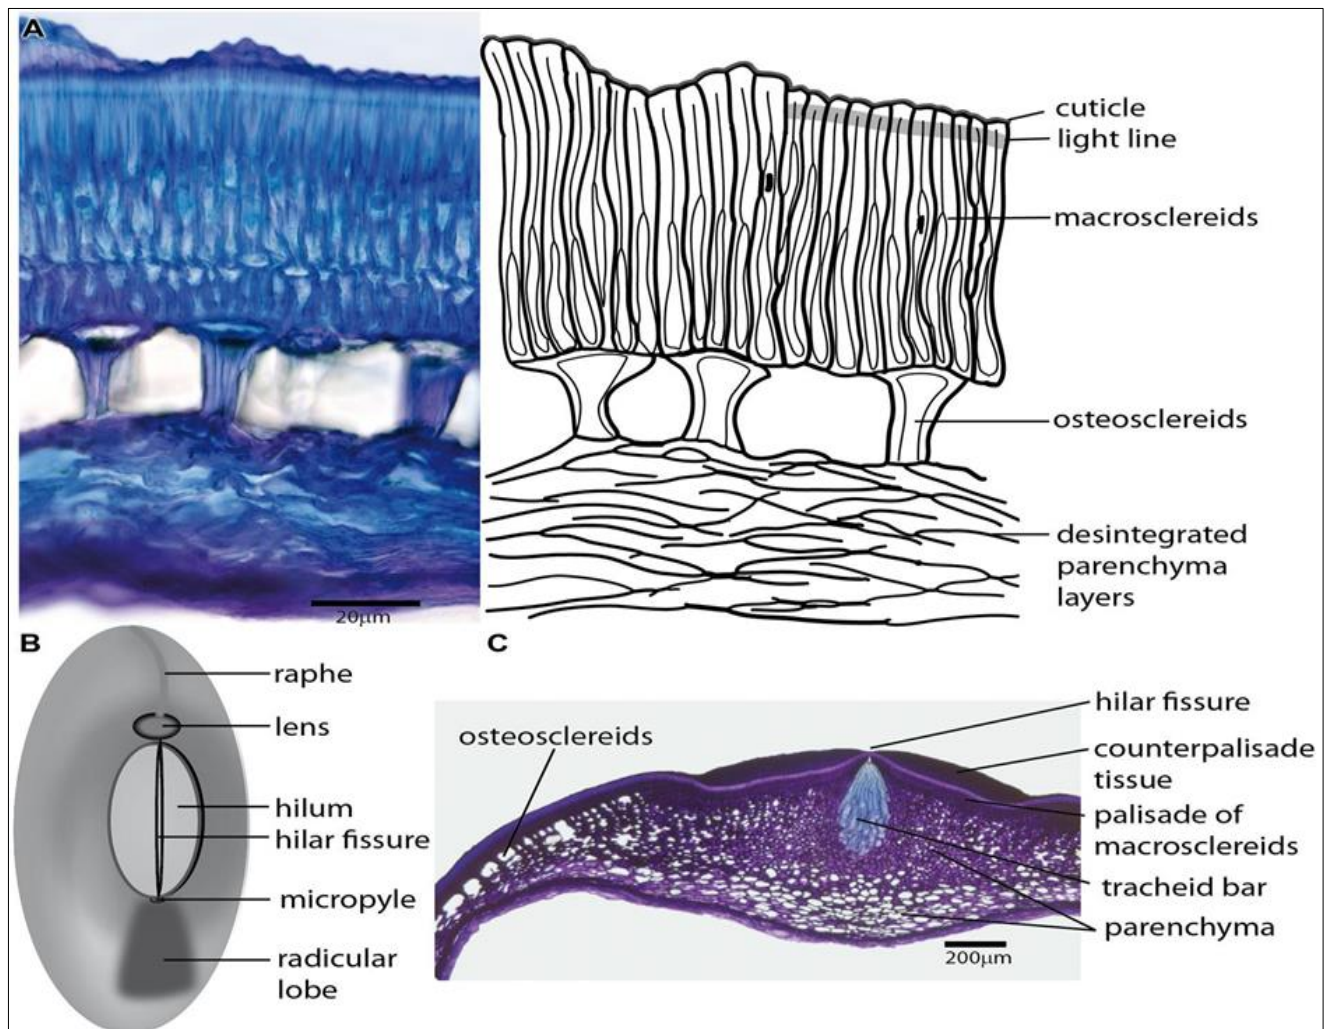 A
cuticle
light line
macrosclereids
osteosclereids
desintegrated
parenchyma
layers
20µm
B
raphe
lens
hilum
hilar fissure
micropyle
radicular
lobe
C
hilar fissure
osteosclereids
counterpalisade
tissue
palisade of
macrosclereids
tracheid bar
parenchyma
200µm